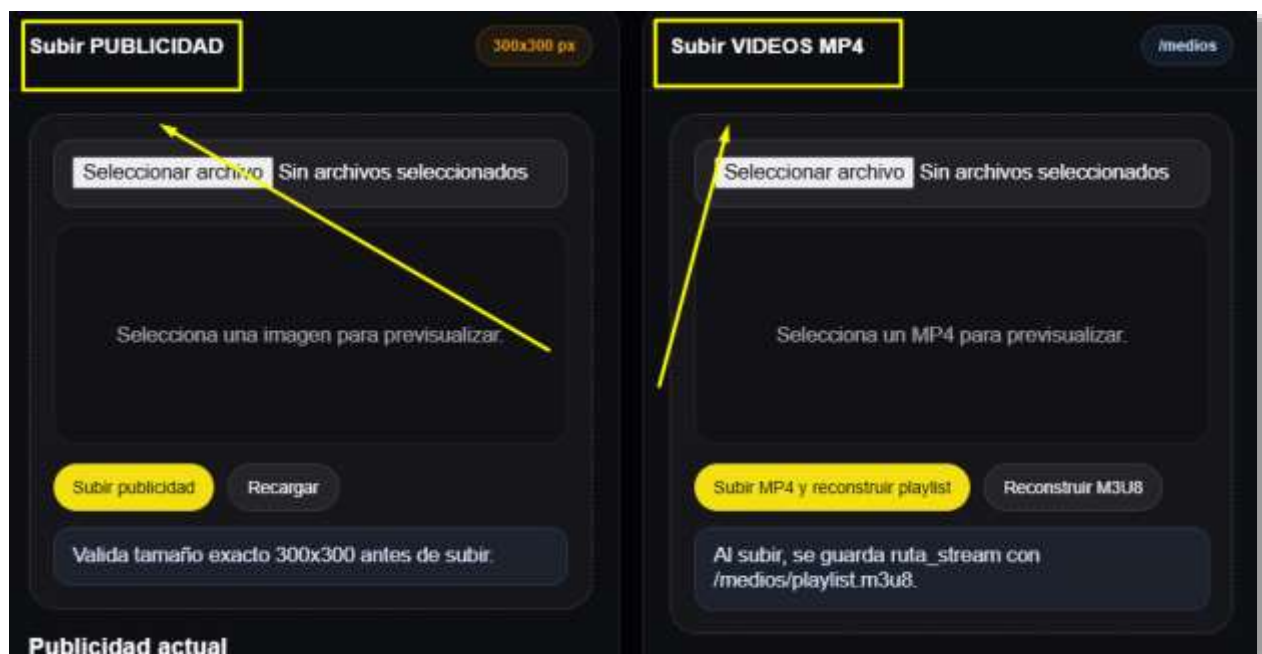 Subir PUBLICIDAD
300x300 px
Seleccionar archivo Sin archivos seleccionados
Selecciona una imagen para previsualizar.
Subir publicidad
Recargar
Valida tamaño exacto 300x300 antes de subir.
Publicidad actual
Subir VIDEOS MP4
/medios
Seleccionar archivo Sin archivos seleccionados
Selecciona un MP4 para previsualizar.
Subir MP4 y reconstruir playlist
Reconstruir M3U8
Al subir, se guarda ruta_stream con
/medios/playlist.m3u8.